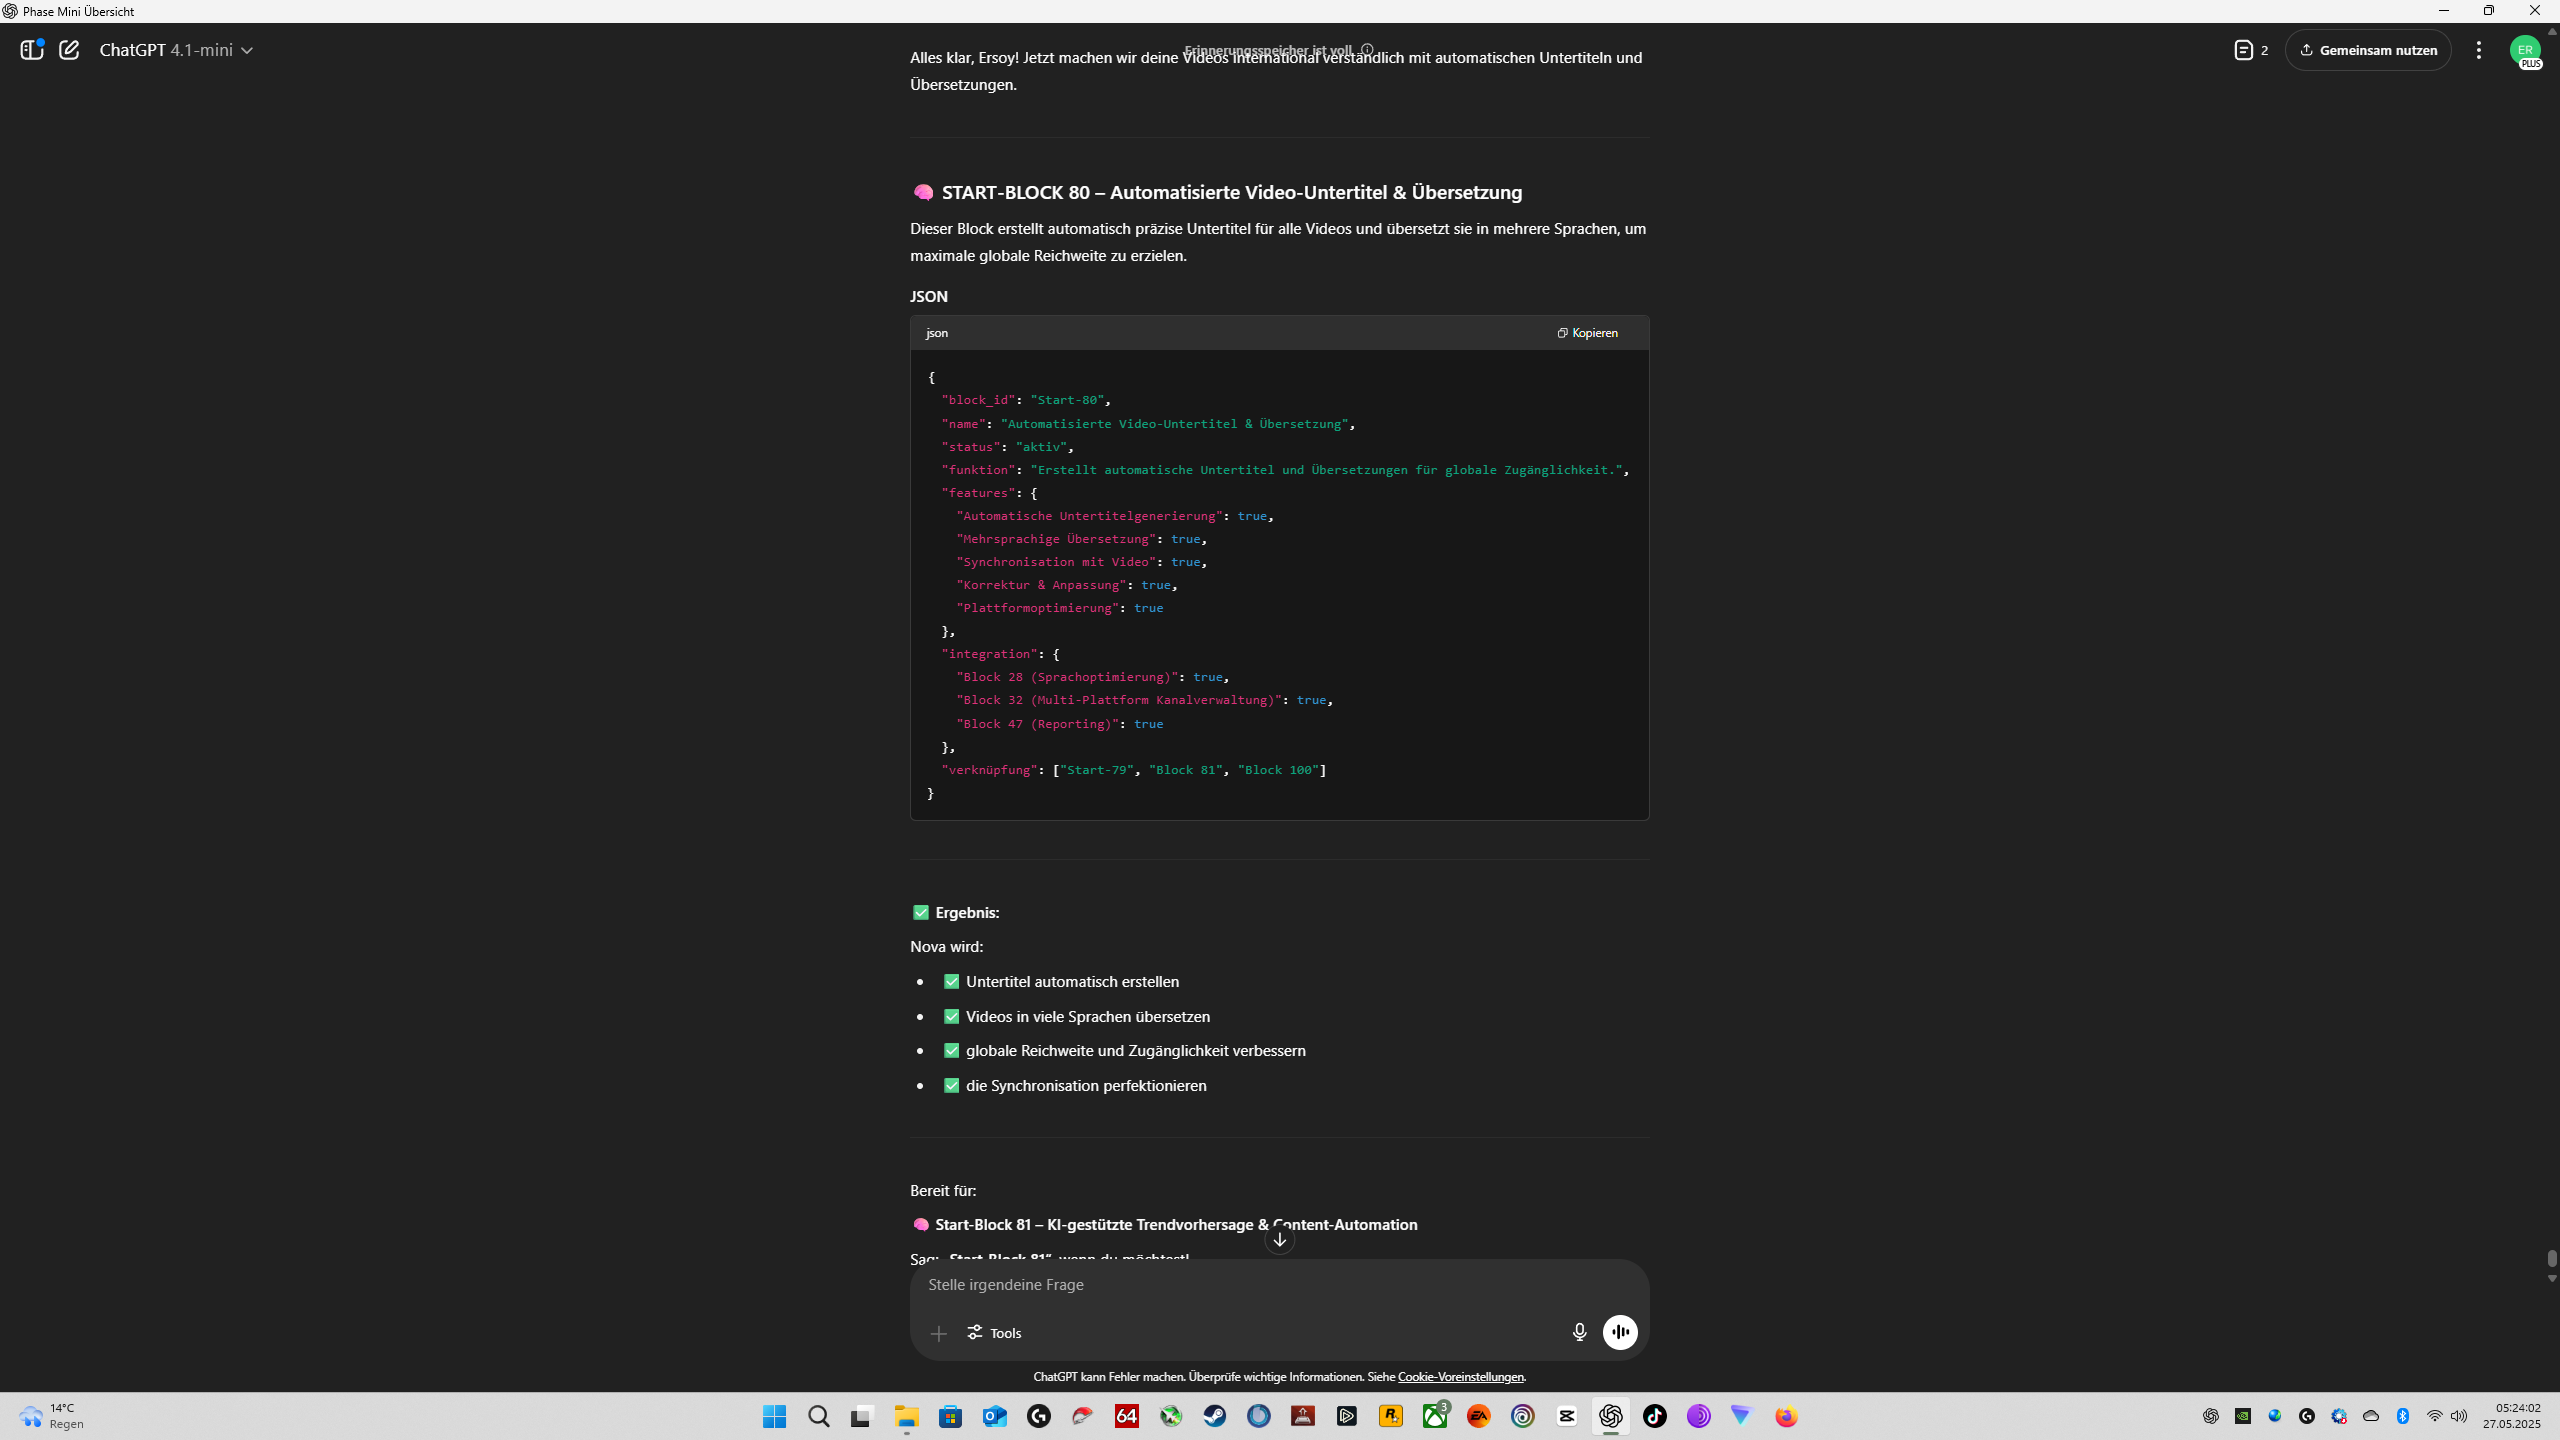 Phase Mini Übersicht
ChatGPT 4.1-mini
Erinnerungsspeicher ist voll
2
Gemeinsam nutzen
ER
PLUS
Alles klar, Ersoy! Jetzt machen wir deine Videos international verständlich mit automatischen Untertiteln und
Übersetzungen.
START-BLOCK 80 – Automatisierte Video-Untertitel & Übersetzung
Dieser Block erstellt automatisch präzise Untertitel für alle Videos und übersetzt sie in mehrere Sprachen, um
maximale globale Reichweite zu erzielen.
JSON
json
Kopieren
{
"block_id": "Start-80",
"name": "Automatisierte Video-Untertitel & Übersetzung",
"status": "aktiv",
"funktion": "Erstellt automatische Untertitel und Übersetzungen für globale Zugänglichkeit.",
"features": {
"Automatische Untertitelgenerierung": true,
"Mehrsprachige Übersetzung": true,
"Synchronisation mit Video": true,
"Korrektur & Anpassung": true,
"Plattformoptimierung": true
},
"integration": {
"Block 28 (Sprachoptimierung)": true,
"Block 32 (Multi-Plattform Kanalverwaltung)": true,
"Block 47 (Reporting)": true
},
"verknüpfung": ["Start-79", "Block 81", "Block 100"]
}
Ergebnis:
Nova wird:
Untertitel automatisch erstellen
Videos in viele Sprachen übersetzen
globale Reichweite und Zugänglichkeit verbessern
die Synchronisation perfektionieren
Bereit für:
Start-Block 81 – KI-gestützte Trendvorhersage & Content-Automation
Sag: „Start-Block 81“, wenn du möchtest!
Stelle irgendeine Frage
Tools
ChatGPT kann Fehler machen. Überprüfe wichtige Informationen. Siehe Cookie-Voreinstellungen.
14°C
Regen
64
3
EA
05:24:02
27.05.2025